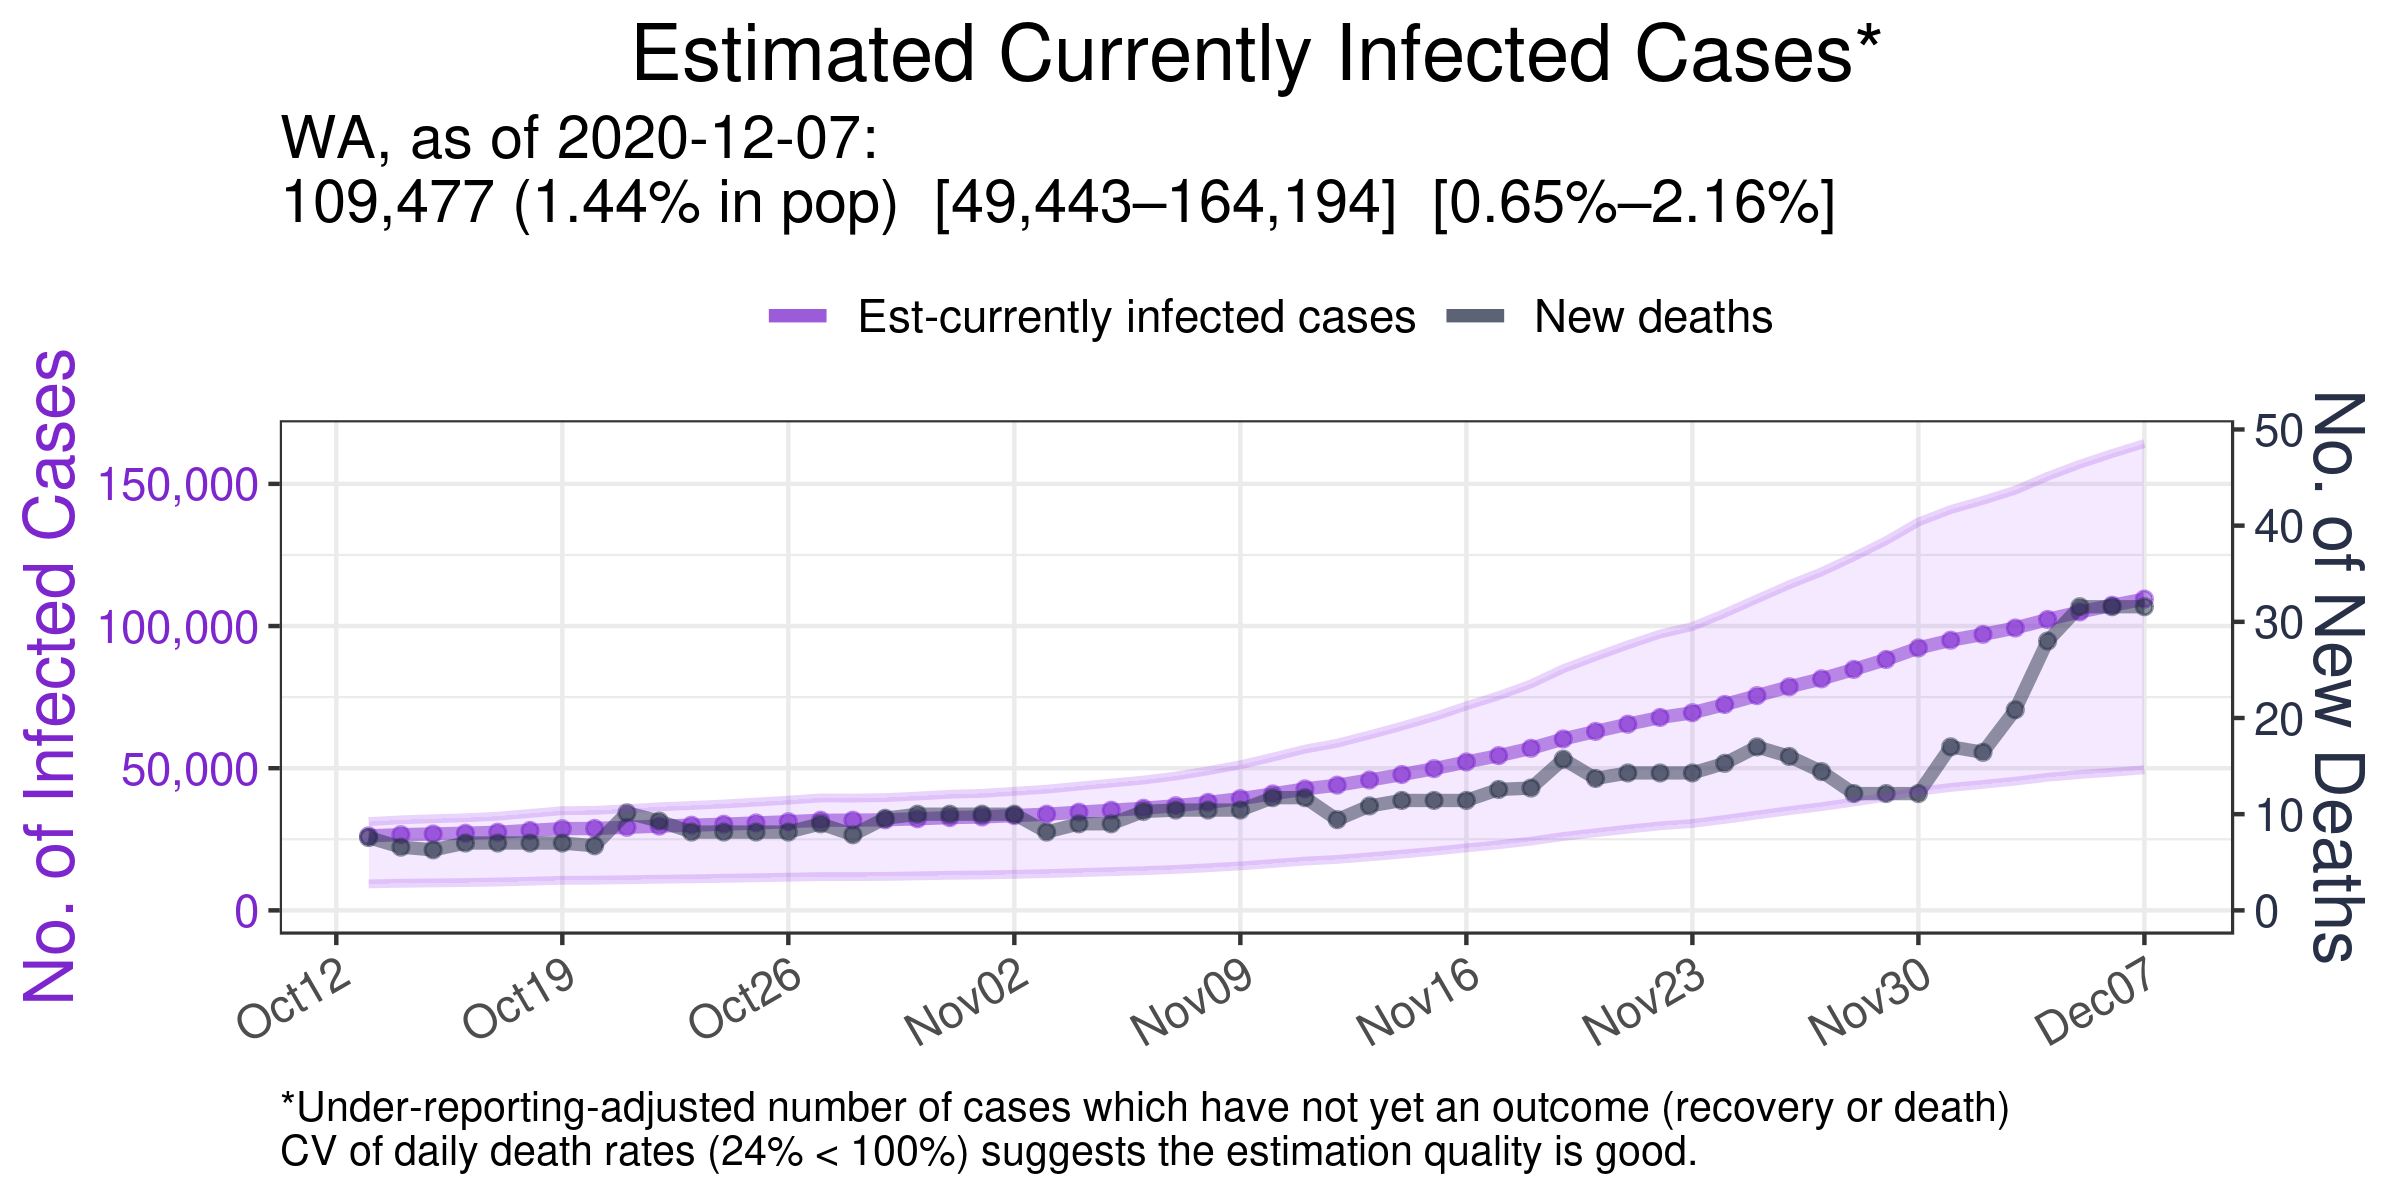 Estimated Currently Infected Cases*
WA, as of 2020-12-07:
109,477 (1.44% in pop)  [49,443–164,194]  [0.65%–2.16%]
Est-currently infected cases
New deaths
No. of Infected Cases
150,000
100,000
50,000
0
No. of New Deaths
50
40
30
20
10
0
Oct12
Oct19
Oct26
Nov02
Nov09
Nov16
Nov23
Nov30
Dec07
*Under-reporting-adjusted number of cases which have not yet an outcome (recovery or death)
CV of daily death rates (24% < 100%) suggests the estimation quality is good.